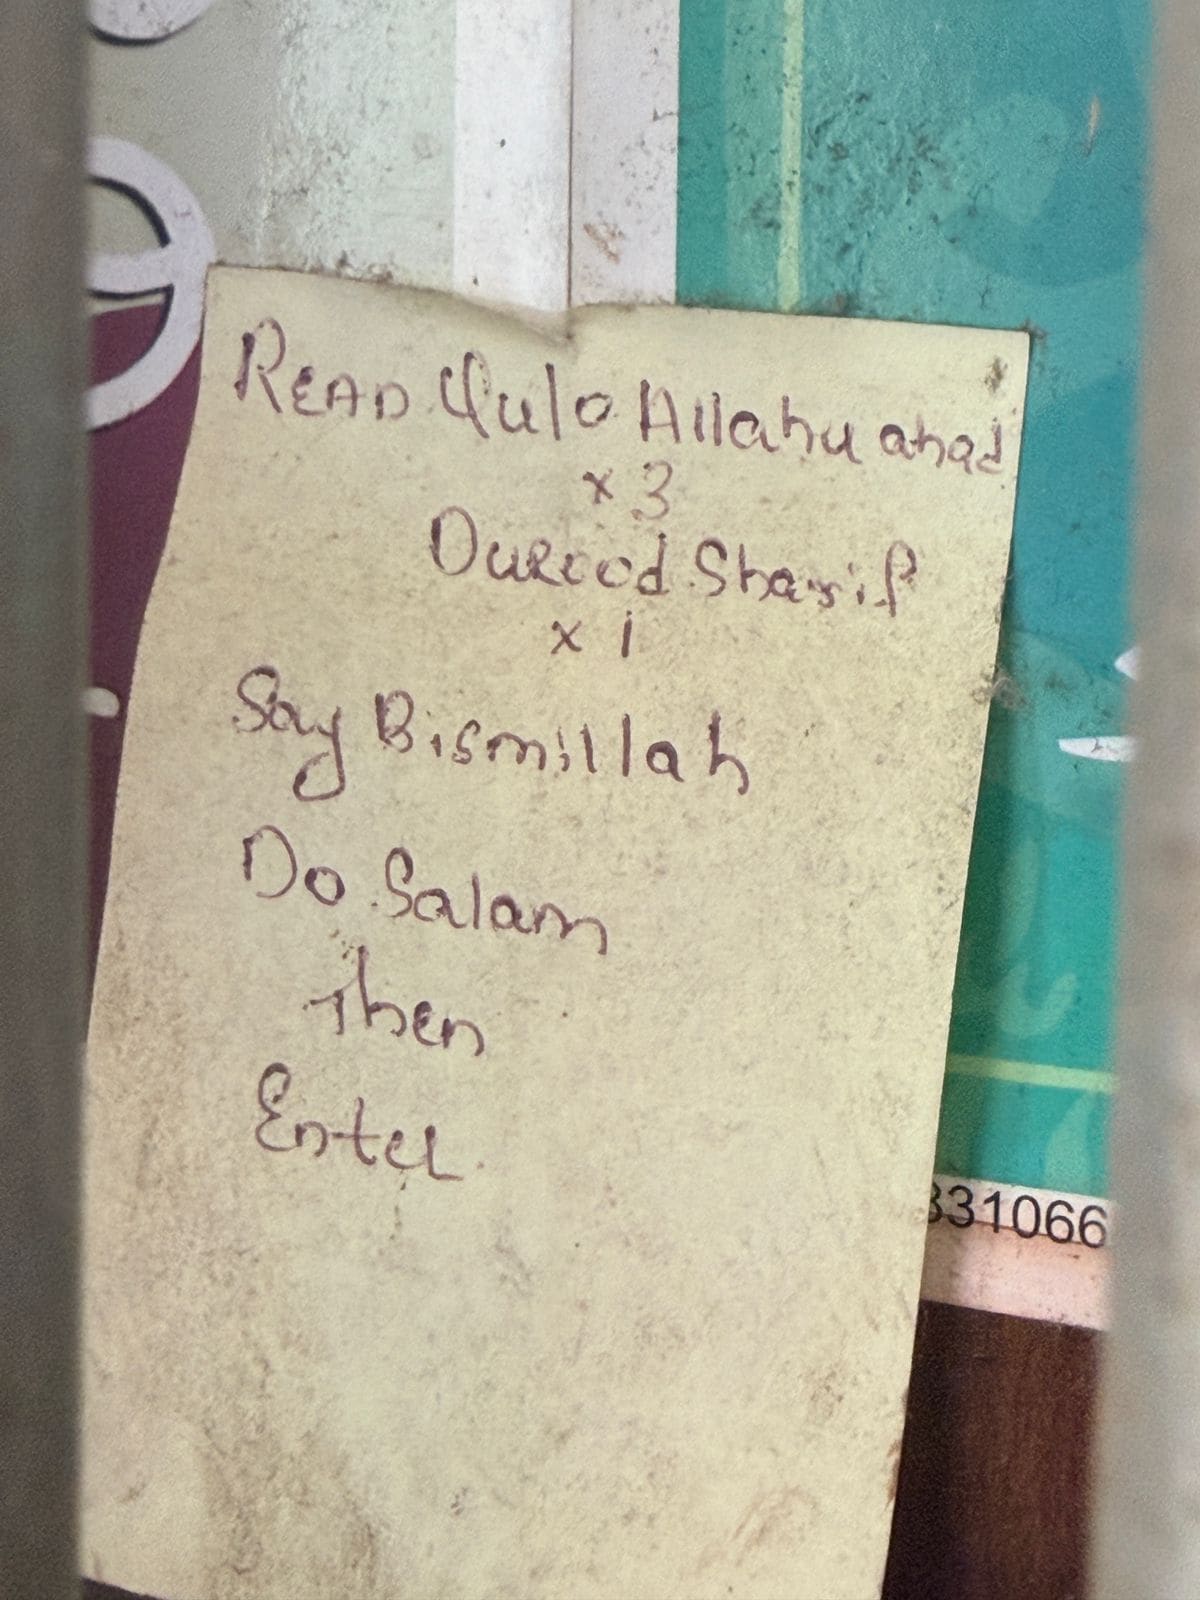 READ Qulo Allahu ahad
x 3
Durood Sharif
x 1
Say Bismillah
Do Salam
Then
Enter
331066